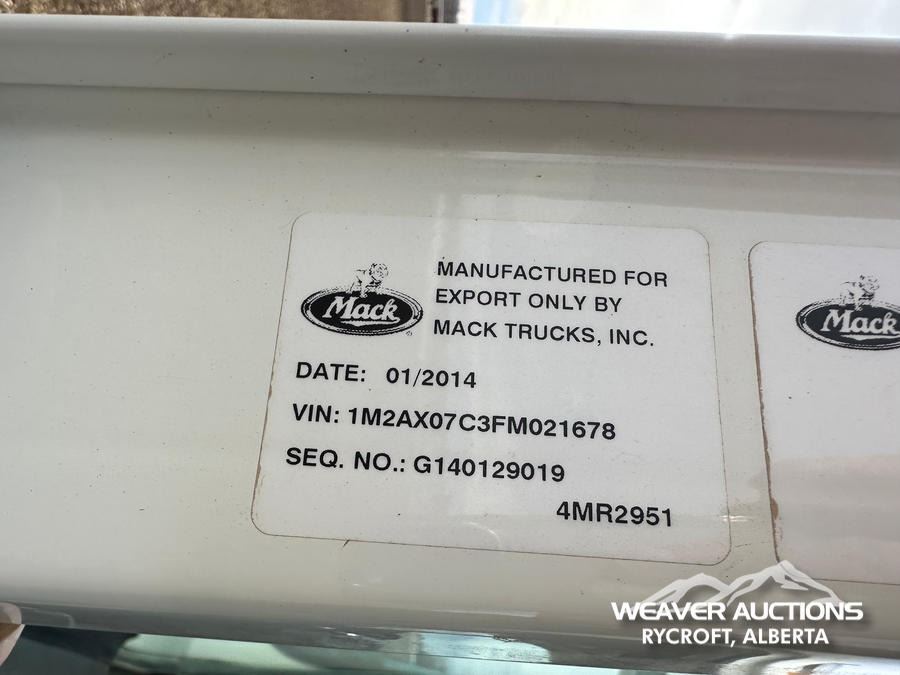 Mack
MANUFACTURED FOR
EXPORT ONLY BY
MACK TRUCKS, INC.
DATE: 01/2014
VIN: 1M2AX07C3FM021678
SEQ. NO.: G140129019
4MR2951
Mack
WEAVER AUCTIONS
RYCROFT, ALBERTA